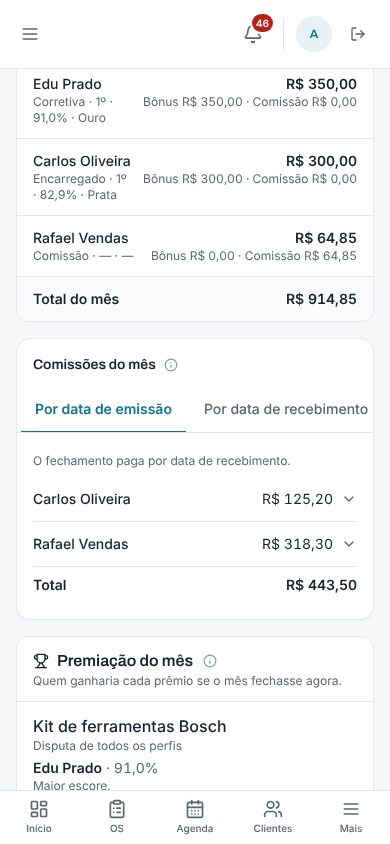 46
A
Edu Prado R$ 350,00
Corretiva · 1º · Bônus R$ 350,00 · Comissão R$ 0,00
91,0% · Ouro
Carlos Oliveira R$ 300,00
Encarregado · 1º Bônus R$ 300,00 · Comissão R$ 0,00
· 82,9% · Prata
Rafael Vendas R$ 64,85
Comissão · — · — Bônus R$ 0,00 · Comissão R$ 64,85
Total do mês R$ 914,85
Comissões do mês
Por data de emissão Por data de recebimento
O fechamento paga por data de recebimento.
Carlos Oliveira R$ 125,20
Rafael Vendas R$ 318,30
Total R$ 443,50
Premiação do mês
Quem ganharia cada prêmio se o mês fechasse agora.
Kit de ferramentas Bosch
Disputa de todos os perfis
Edu Prado · 91,0%
Maior escore.
Início OS Agenda Clientes Mais